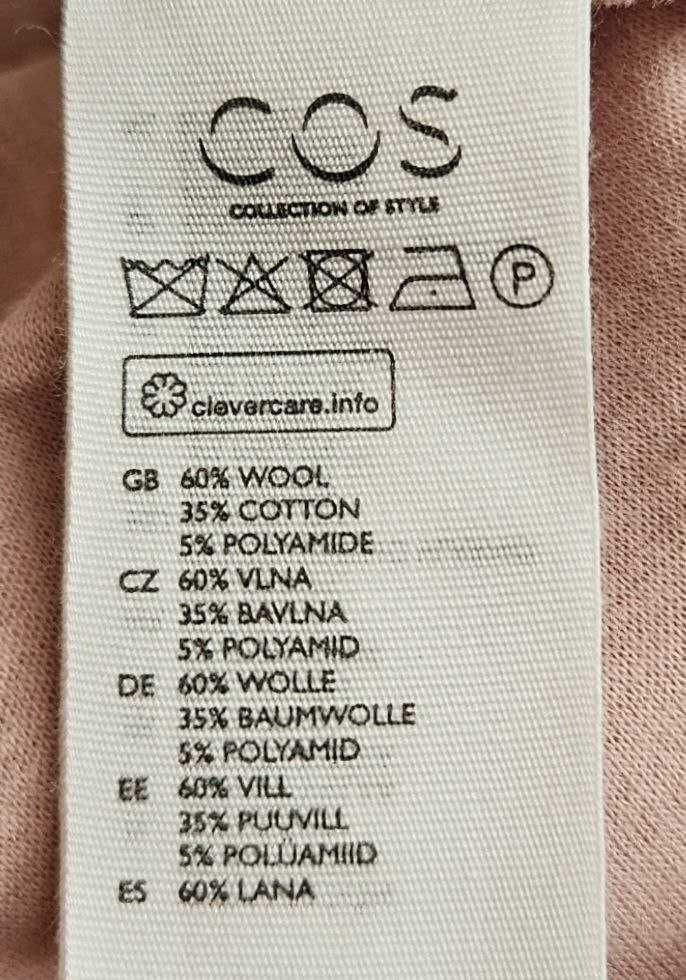 COS
COLLECTION OF STYLE
P
clevercare.info
GB 60% WOOL
35% COTTON
5% POLYAMIDE
CZ 60% VLNA
35% BAVLNA
5% POLYAMID
DE 60% WOLLE
35% BAUMWOLLE
5% POLYAMID
EE 60% VILL
35% PUUVILL
5% POLÜAMIID
ES 60% LANA